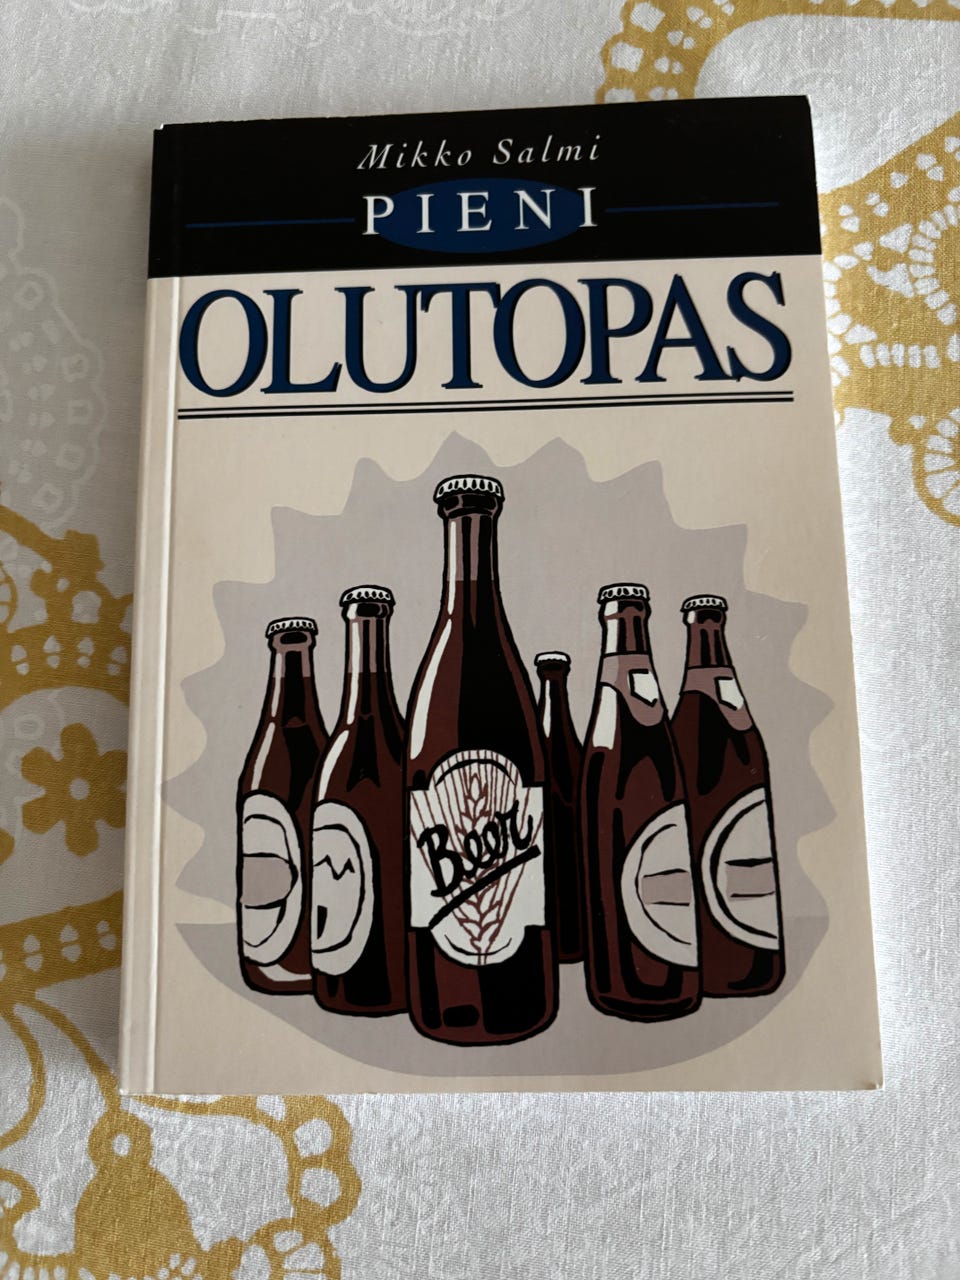 Mikko Salmi
PIENI
OLUTOPAS
Beer